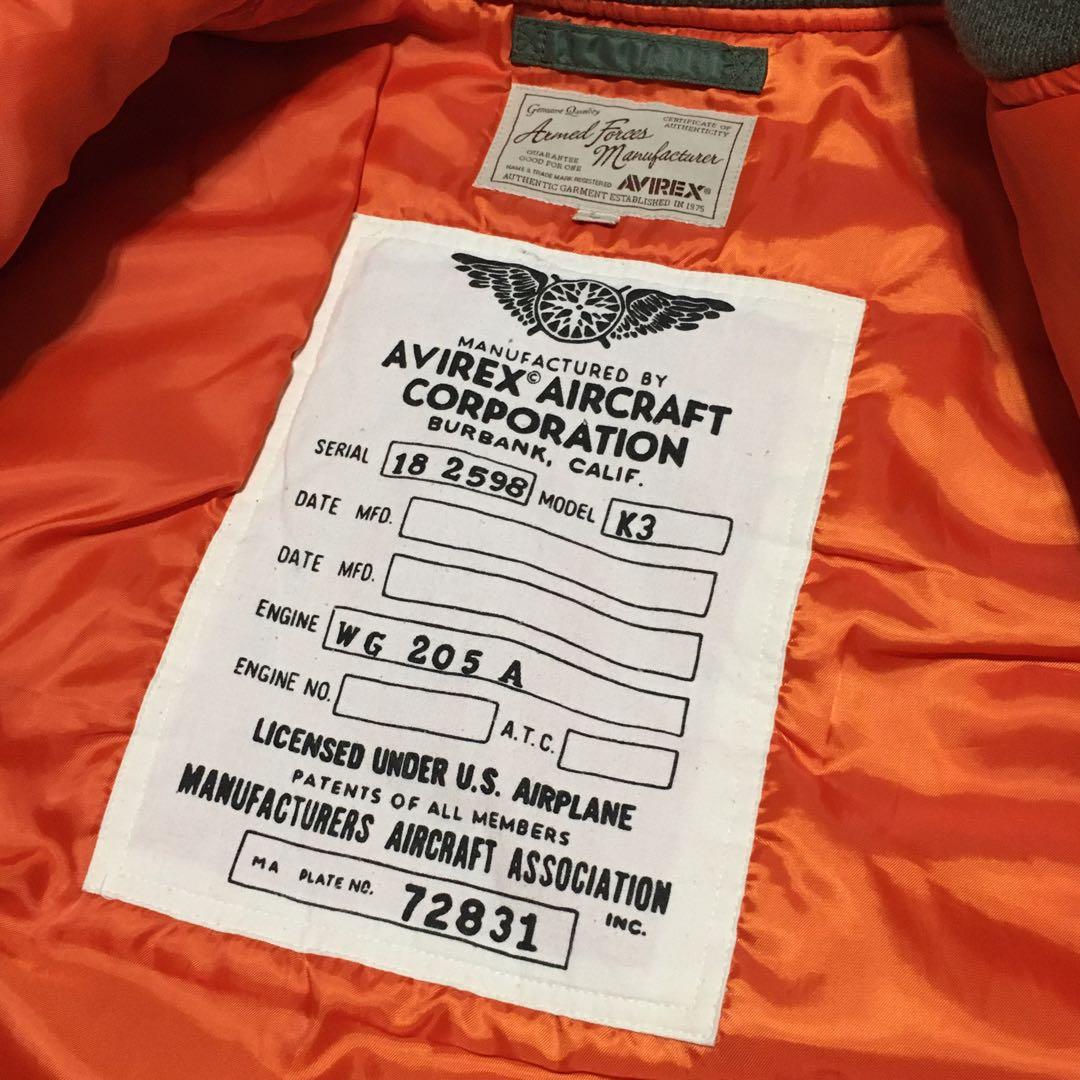 Genuine Quality
CERTIFICATE OF
AUTHENTICITY
Armed Forces
Manufacturer
GUARANTEE
GOOD FOR ONE
NAME & TRADE MARK REGISTERED AVIREX®
AUTHENTIC GARMENT ESTABLISHED IN 1975
MANUFACTURED BY
AVIREX© AIRCRAFT
CORPORATION
BURBANK, CALIF.
SERIAL 18 2598 MODEL K3
DATE MFD.
DATE MFD.
ENGINE WG 205 A
ENGINE NO. A.T.C.
LICENSED UNDER U.S. AIRPLANE
PATENTS OF ALL MEMBERS
MANUFACTURERS AIRCRAFT ASSOCIATION
INC.
MA PLATE NO. 72831